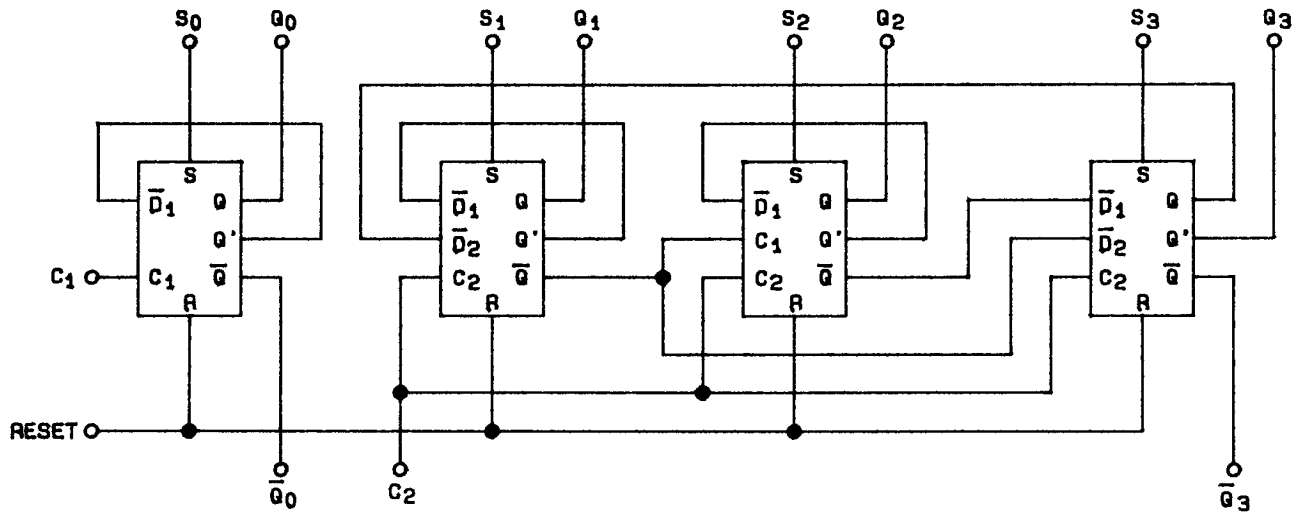 S0 Q0 S1 Q1 S2 Q2 S3 Q3
S S S S
D̅1 Q D̅1 Q D̅1 Q D̅1 Q
Q' D̅2 Q' C1 Q' D̅2 Q'
C1 C1 Q̅ C2 Q̅ C2 Q̅ C2 Q̅
R R R R
RESET
Q̅0 C2 Q̅3